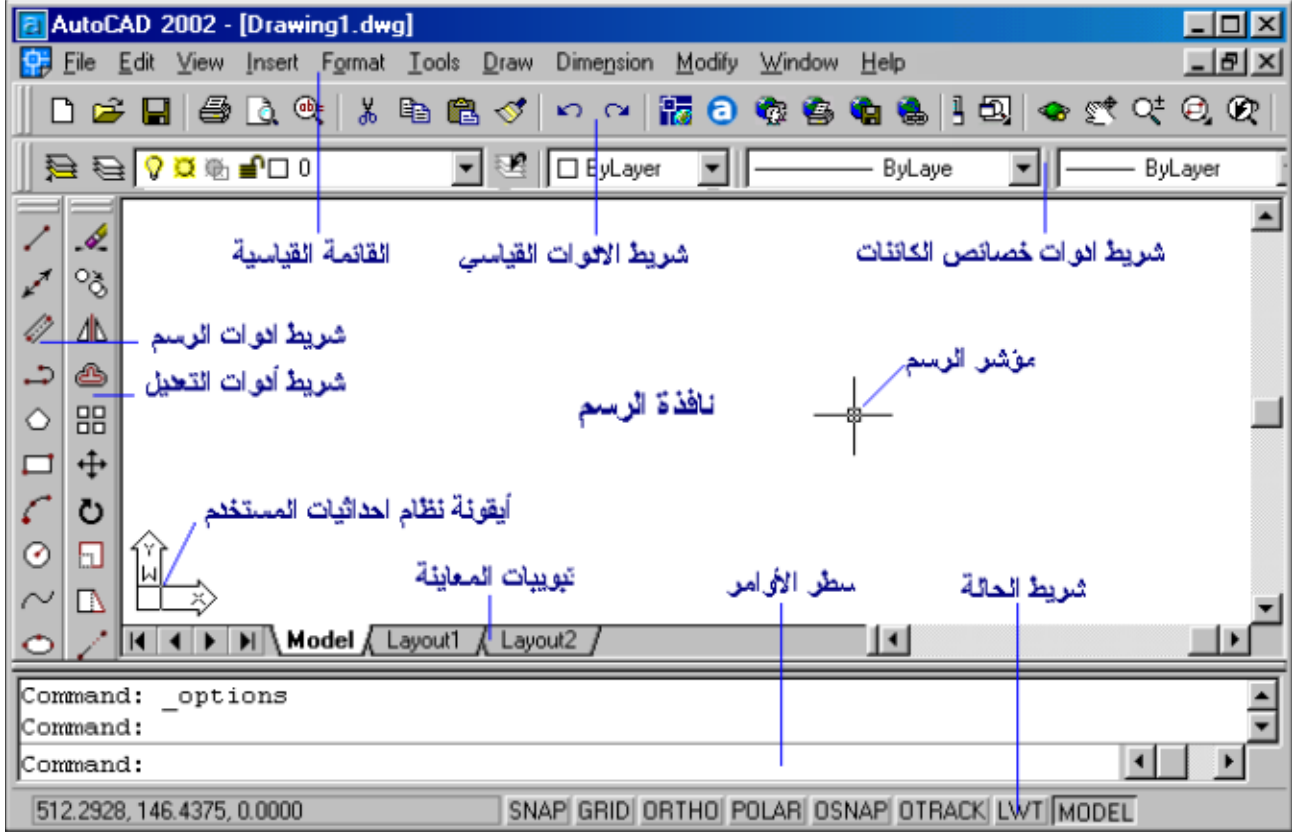 AutoCAD 2002 - [Drawing1.dwg]
File Edit View Insert Format Tools Draw Dimension Modify Window Help
0 ByLayer ByLaye ByLayer
شريط ادوات خصائص الكائنات
شريط الادوات القياسي
القائمة القياسية
شريط ادوات الرسم
مؤشر الرسم
شريط أدوات التعديل
نافذة الرسم
أيقونة نظام احداثيات المستخدم
Y
W
X
شريط الحالة
سطر الأوامر
تبويبات المعاينة
Model Layout1 Layout2
Command: _options
Command:
Command:
512.2928, 146.4375, 0.0000 SNAP GRID ORTHO POLAR OSNAP OTRACK LWT MODEL